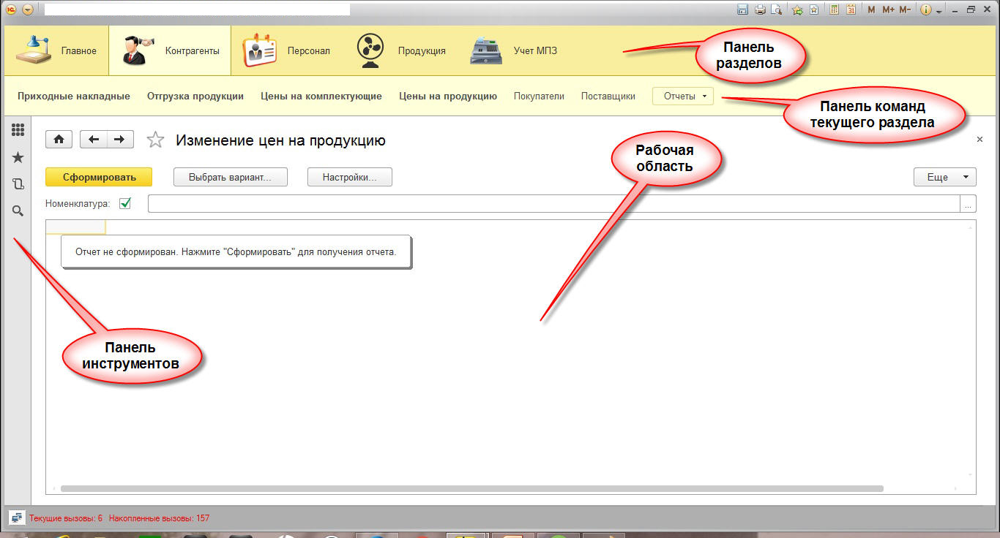 1С
M M+ M-
Главное Контрагенты Персонал Продукция Учет МПЗ
Панель
разделов
Приходные накладные Отгрузка продукции Цены на комплектующие Цены на продукцию Покупатели Поставщики Отчеты
Панель команд
текущего раздела
Изменение цен на продукцию
Рабочая
область
Сформировать Выбрать вариант... Настройки... Еще
Номенклатура: ...
Отчет не сформирован. Нажмите "Сформировать" для получения отчета.
Панель
инструментов
Текущие вызовы: 6 Накопленные вызовы: 157